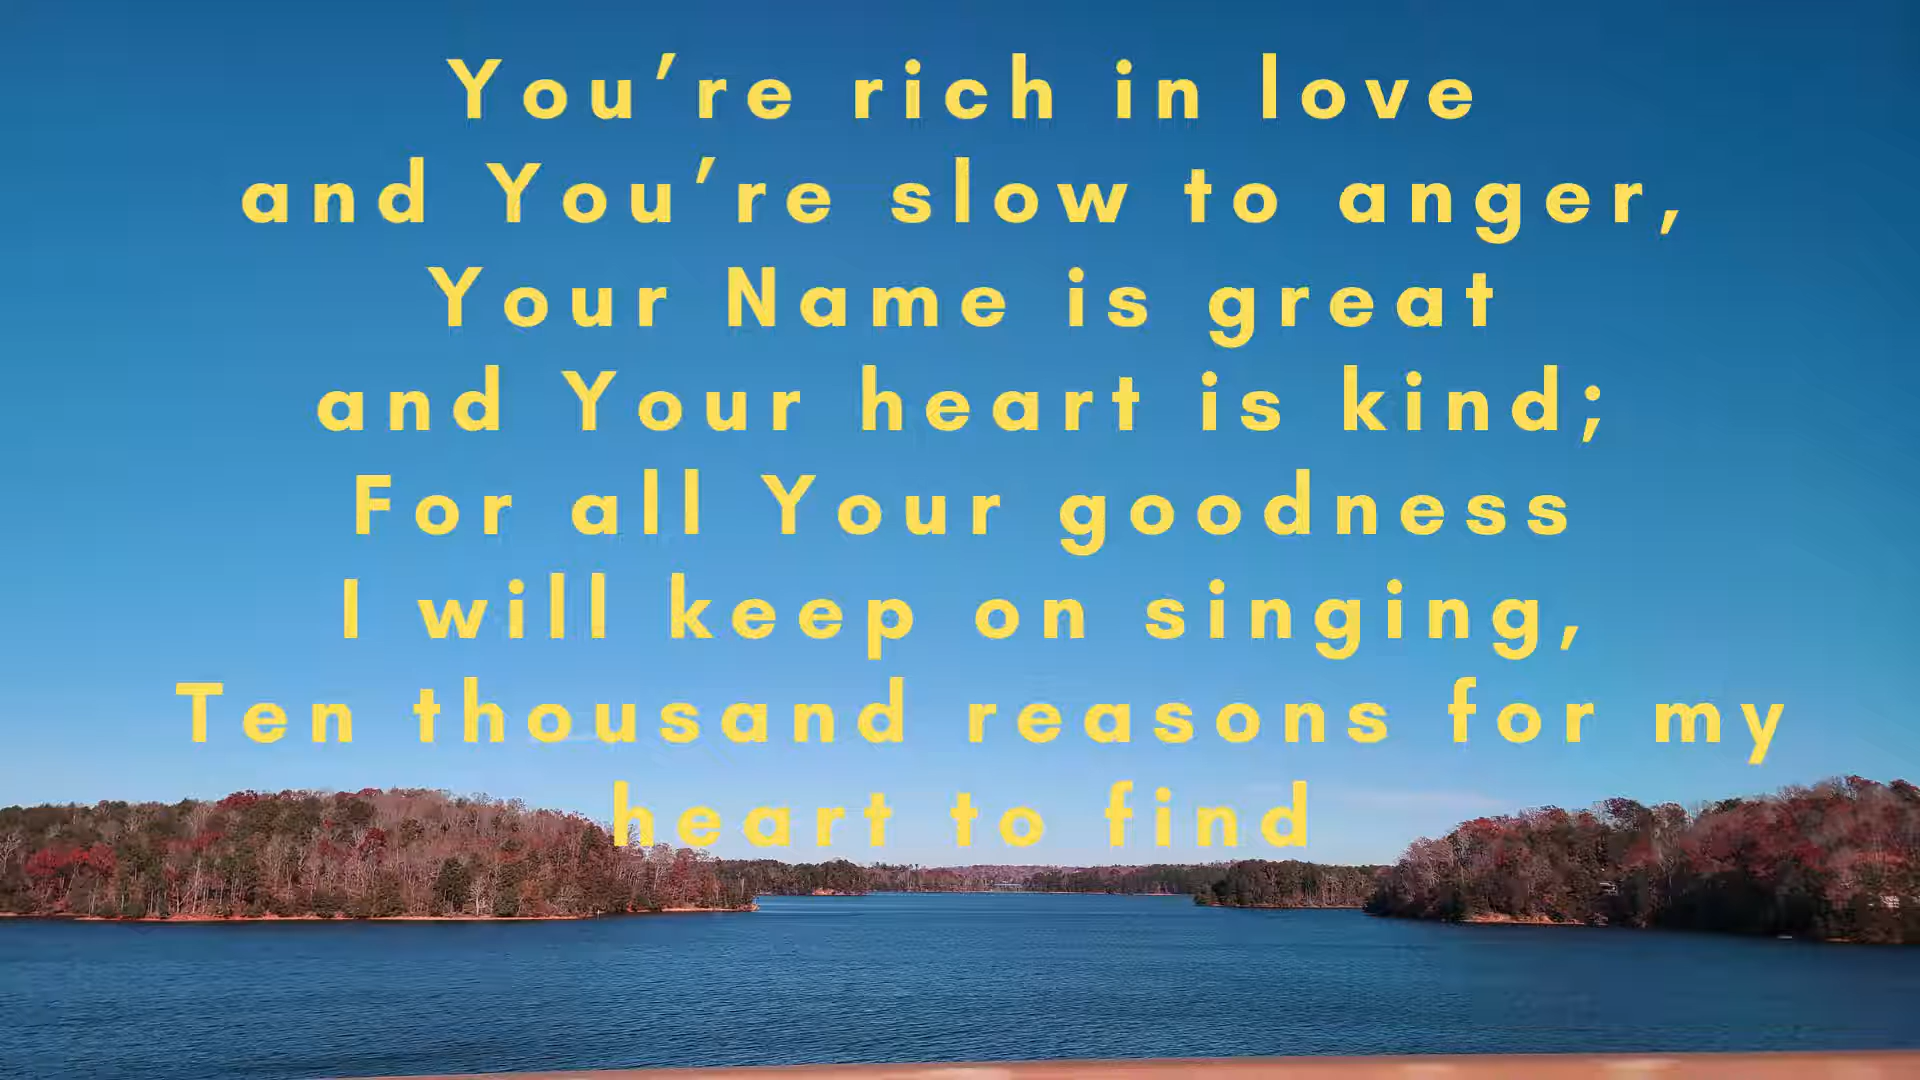 You’re rich in love
and You’re slow to anger,
Your Name is great
and Your heart is kind;
For all Your goodness
I will keep on singing,
Ten thousand reasons for my
heart to find